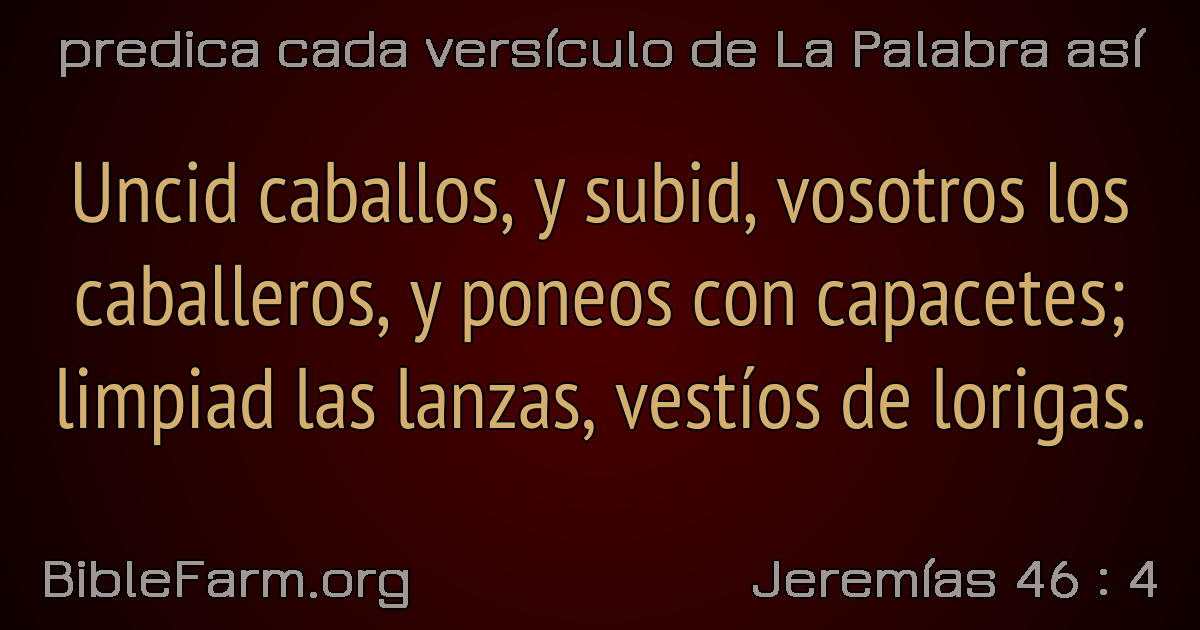 predica cada versículo de La Palabra así
Uncid caballos, y subid, vosotros los
caballeros, y poneos con capacetes;
limpiad las lanzas, vestíos de lorigas.
BibleFarm.org
Jeremías 46 : 4